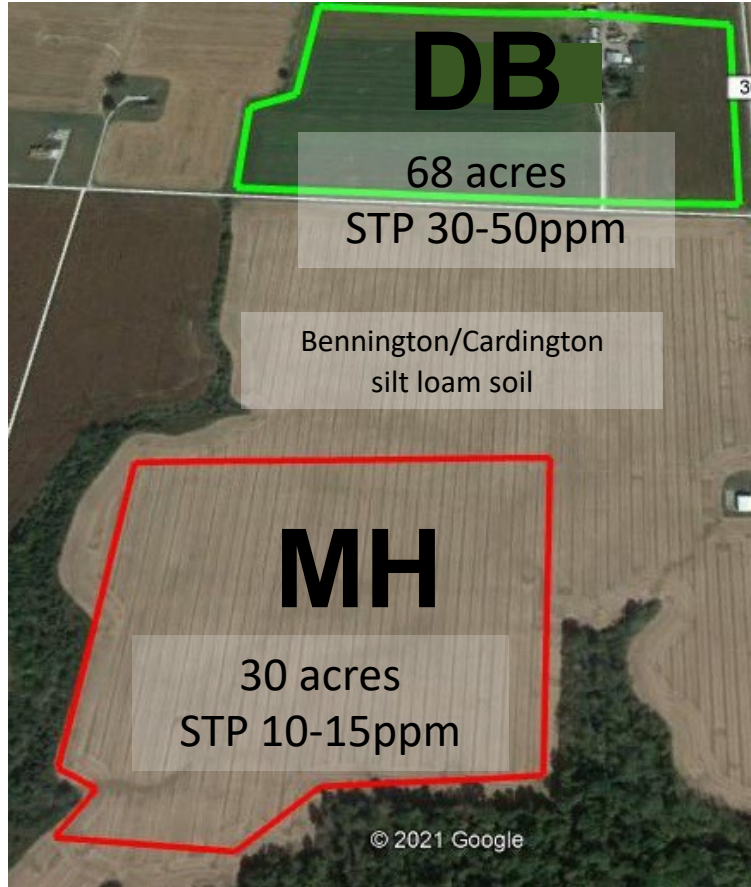 DB
3
68 acres
STP 30-50ppm
Bennington/Cardington
silt loam soil
MH
30 acres
STP 10-15ppm
© 2021 Google